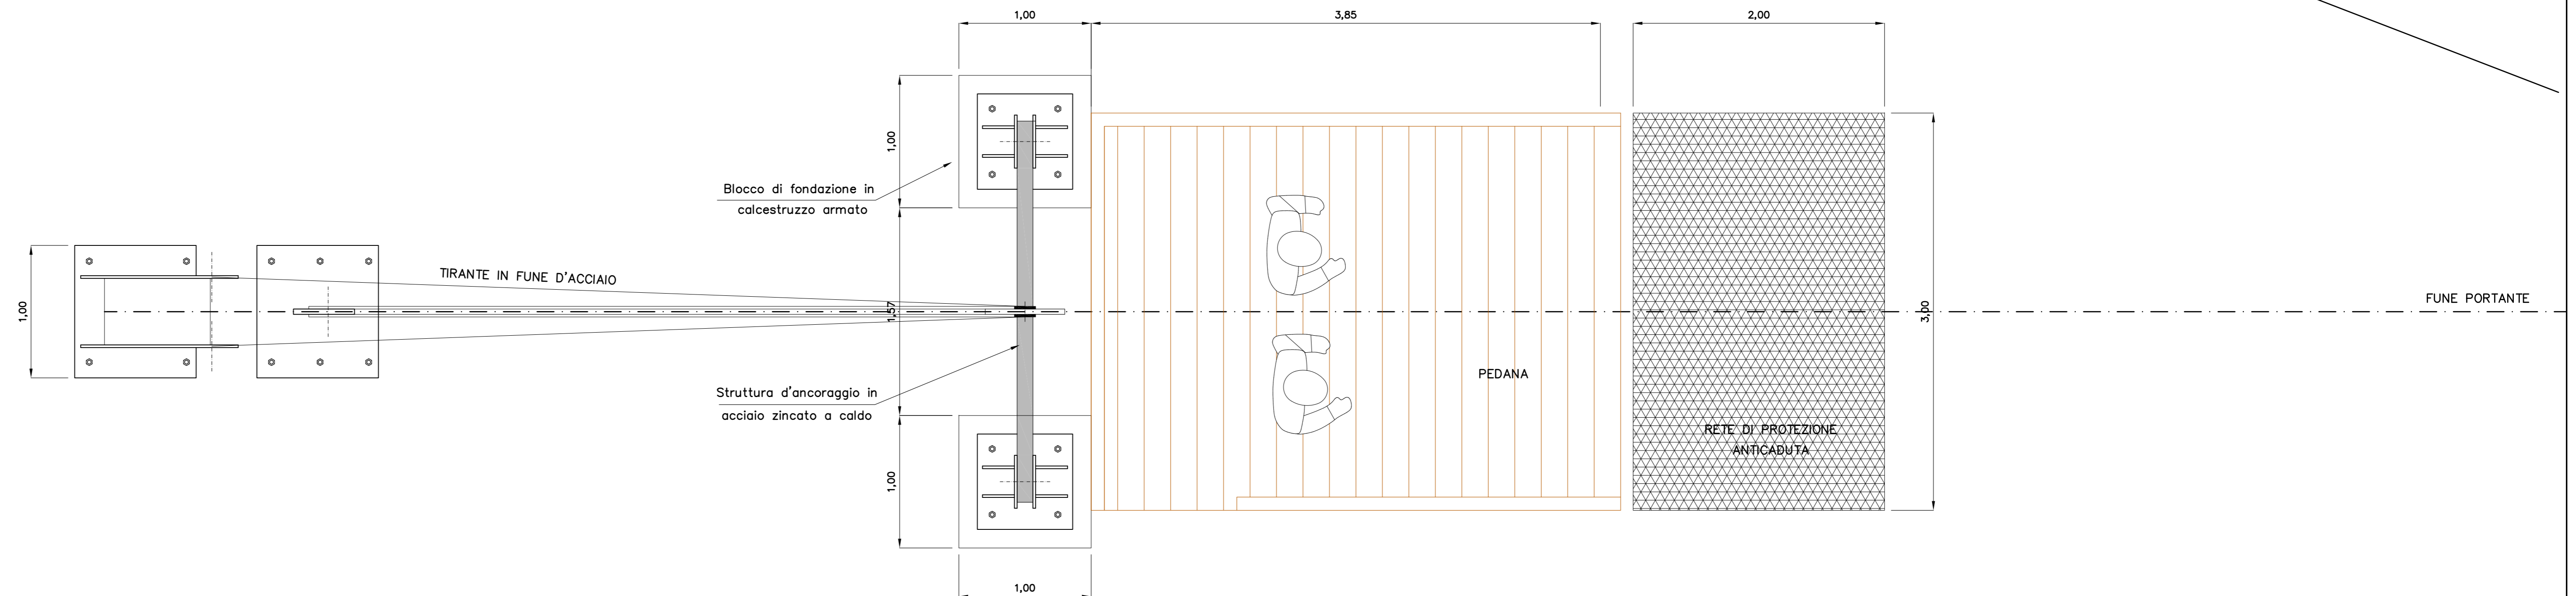 1,00
3,85
2,00
1,00
Blocco di fondazione in
calcestruzzo armato
TIRANTE IN FUNE D'ACCIAIO
1,00
1,57
3,00
FUNE PORTANTE
PEDANA
Struttura d'ancoraggio in
acciaio zincato a caldo
RETE DI PROTEZIONE
ANTICADUTA
1,00
1,00